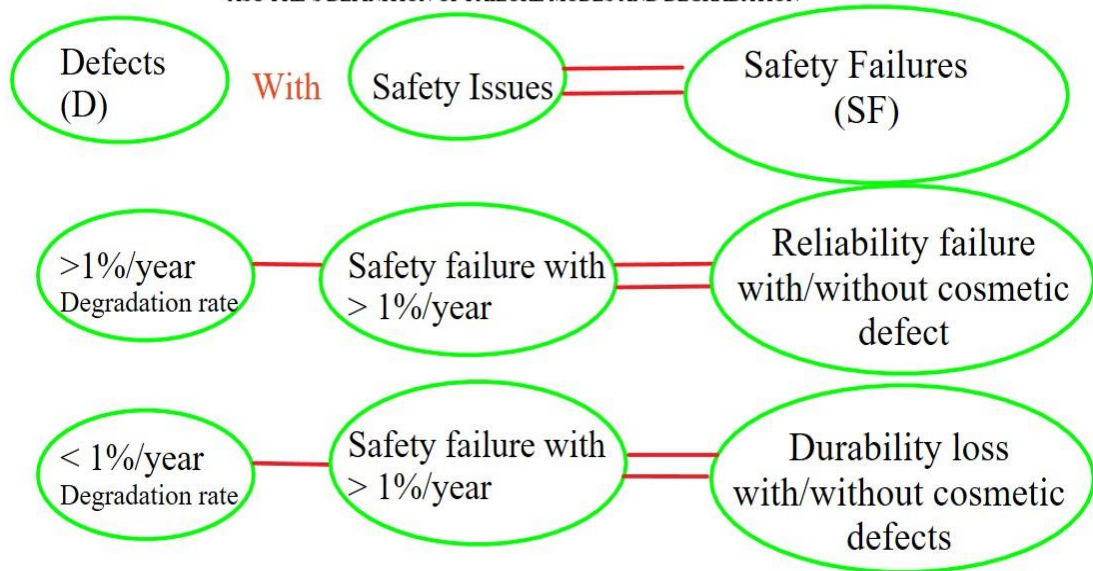 Defects
(D)
With
Safety Issues
Safety Failures
(SF)
>1%/year
Degradation rate
Safety failure with
> 1%/year
Reliability failure
with/without cosmetic
defect
< 1%/year
Degradation rate
Safety failure with
> 1%/year
Durability loss
with/without cosmetic
defects